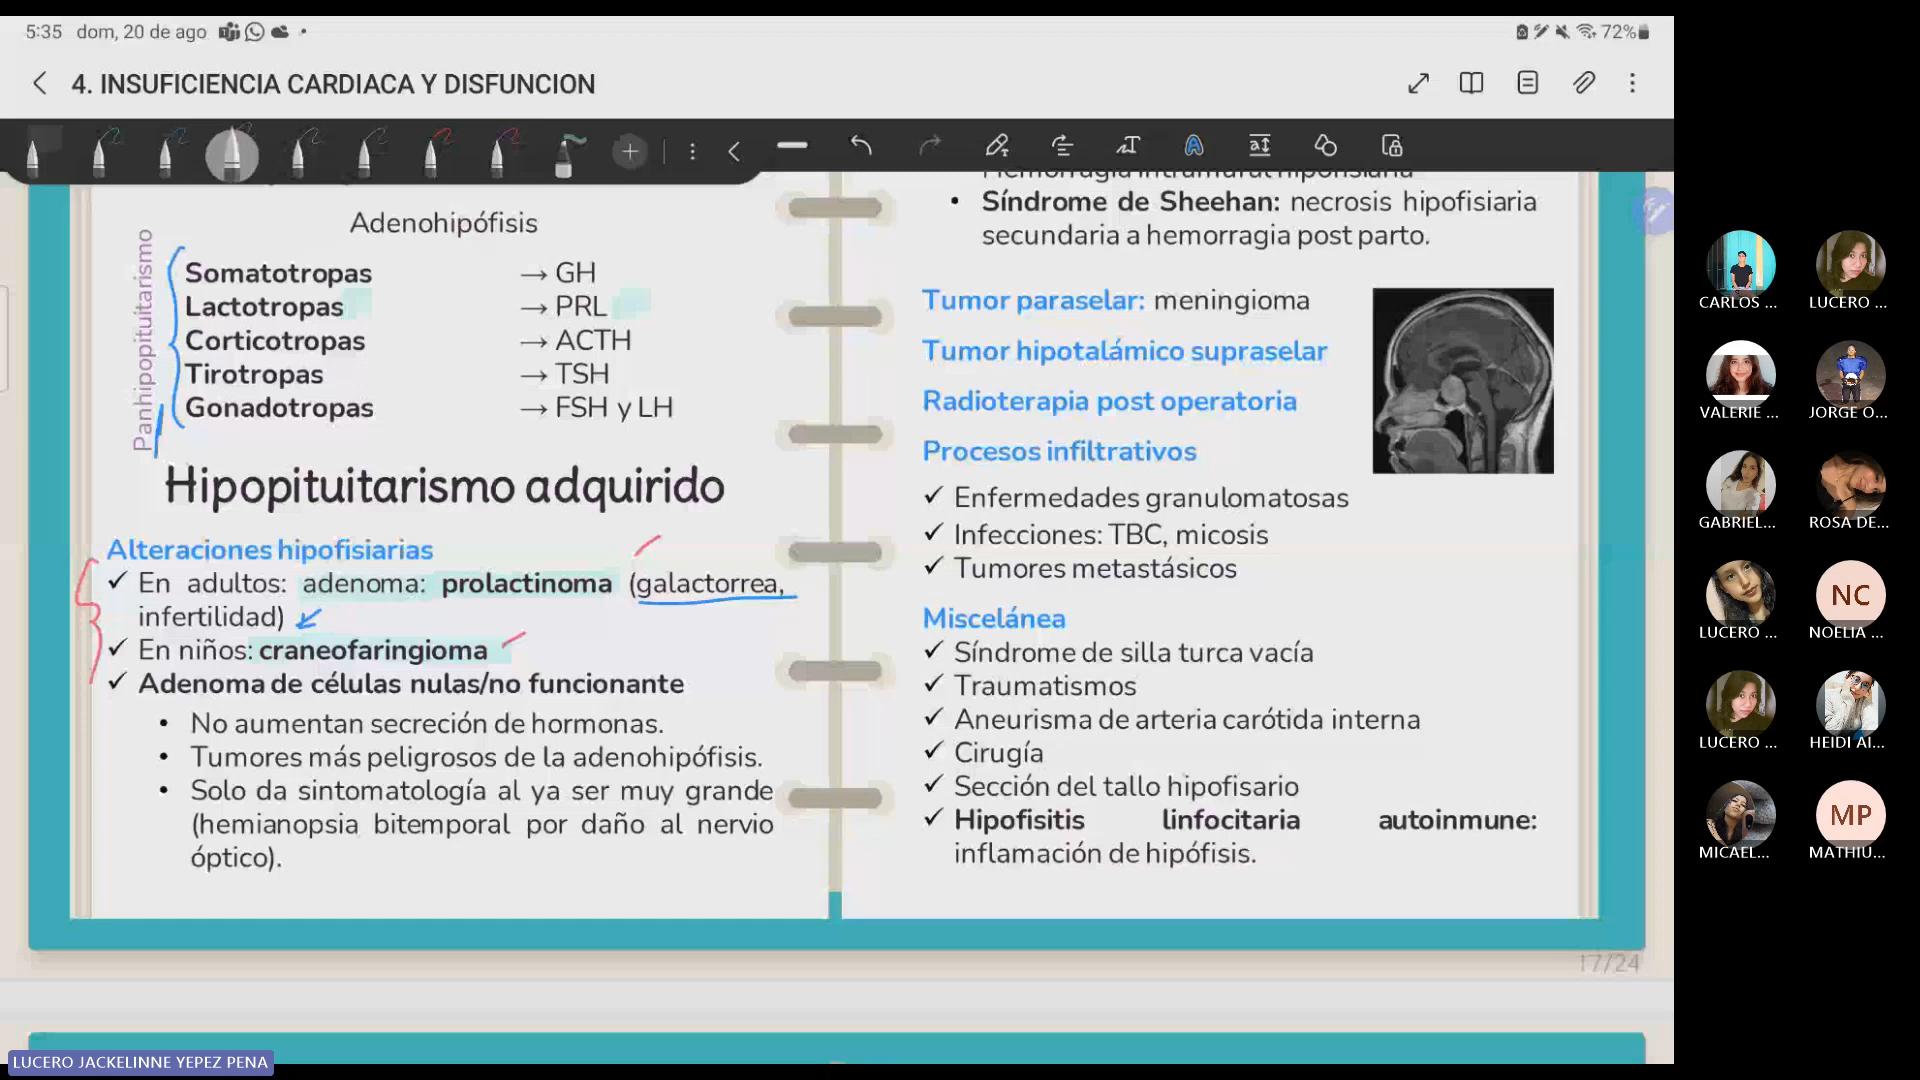 5:35 dom, 20 de ago
72%
4. INSUFICIENCIA CARDIACA Y DISFUNCION
Adenohipófisis
Panhipopituitarismo
Somatotropas → GH
Lactotropas → PRL
Corticotropas → ACTH
Tirotropas → TSH
Gonadotropas → FSH y LH
Hipopituitarismo adquirido
Alteraciones hipofisiarias
✓ En adultos: adenoma: prolactinoma (galactorrea,
infertilidad)
✓ En niños: craneofaringioma
✓ Adenoma de células nulas/no funcionante
• No aumentan secreción de hormonas.
• Tumores más peligrosos de la adenohipófisis.
• Solo da sintomatología al ya ser muy grande
(hemianopsia bitemporal por daño al nervio
óptico).
• Síndrome de Sheehan: necrosis hipofisiaria
secundaria a hemorragia post parto.
Tumor paraselar: meningioma
Tumor hipotalámico supraselar
Radioterapia post operatoria
Procesos infiltrativos
✓ Enfermedades granulomatosas
✓ Infecciones: TBC, micosis
✓ Tumores metastásicos
Miscelánea
✓ Síndrome de silla turca vacía
✓ Traumatismos
✓ Aneurisma de arteria carótida interna
✓ Cirugía
✓ Sección del tallo hipofisario
✓ Hipofisitis linfocitaria autoinmune:
inflamación de hipófisis.
17/24
LUCERO JACKELINNE YEPEZ PENA
CARLOS ...
LUCERO ...
VALERIE ...
JORGE O...
GABRIEL...
ROSA DE...
LUCERO ...
NC
NOELIA ...
LUCERO ...
HEIDI AI...
MICAEL...
MP
MATHIU...